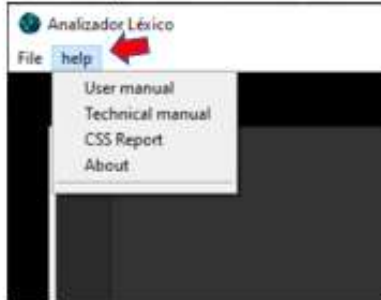 Analizador Léxico
File help
User manual
Technical manual
CSS Report
About